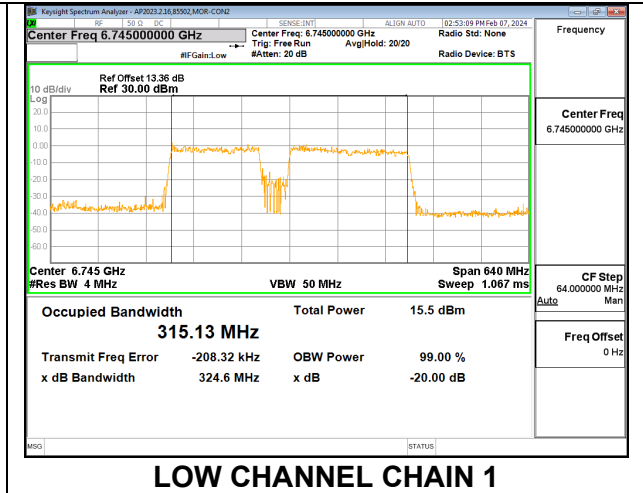 Keysight Spectrum Analyzer - AP2023.2.16,85502,MOR-CON2
RF 50 Ω DC SENSE:INT ALIGN AUTO 02:53:09 PM Feb 07, 2024
Center Freq 6.745000000 GHz
Center Freq: 6.745000000 GHz Radio Std: None
Trig: Free Run Avg|Hold: 20/20
#IFGain:Low #Atten: 20 dB Radio Device: BTS
Frequency
Ref Offset 13.36 dB
10 dB/div Ref 30.00 dBm
Log
20.0
10.0
0.00
-10.0
-20.0
-30.0
-40.0
-50.0
-60.0
Center 6.745 GHz Span 640 MHz
#Res BW 4 MHz VBW 50 MHz Sweep 1.067 ms
Occupied Bandwidth Total Power 15.5 dBm
315.13 MHz
Transmit Freq Error -208.32 kHz OBW Power 99.00 %
x dB Bandwidth 324.6 MHz x dB -20.00 dB
Center Freq
6.745000000 GHz
CF Step
64.000000 MHz
Auto Man
Freq Offset
0 Hz
MSG STATUS
LOW CHANNEL CHAIN 1